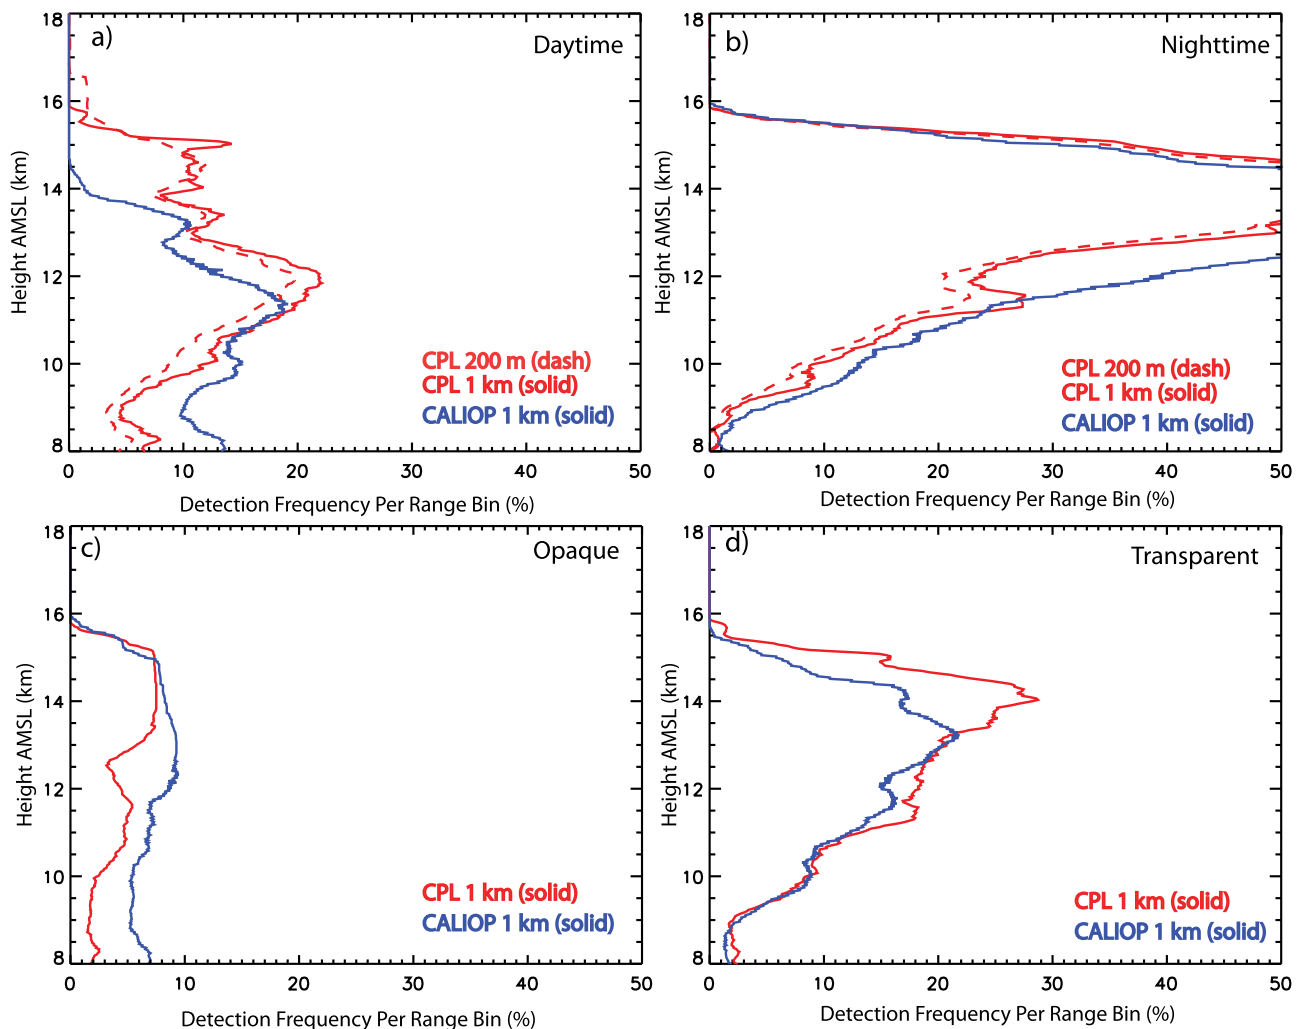 a)
Daytime
18
16
14
12
10
8
Height AMSL (km)
CPL 200 m (dash)
CPL 1 km (solid)
CALIOP 1 km (solid)
0 10 20 30 40 50
Detection Frequency Per Range Bin (%)
b)
Nighttime
18
16
14
12
10
8
Height AMSL (km)
CPL 200 m (dash)
CPL 1 km (solid)
CALIOP 1 km (solid)
0 10 20 30 40 50
Detection Frequency Per Range Bin (%)
c)
Opaque
18
16
14
12
10
8
Height AMSL (km)
CPL 1 km (solid)
CALIOP 1 km (solid)
0 10 20 30 40 50
Detection Frequency Per Range Bin (%)
d)
Transparent
18
16
14
12
10
8
Height AMSL (km)
CPL 1 km (solid)
CALIOP 1 km (solid)
0 10 20 30 40 50
Detection Frequency Per Range Bin (%)